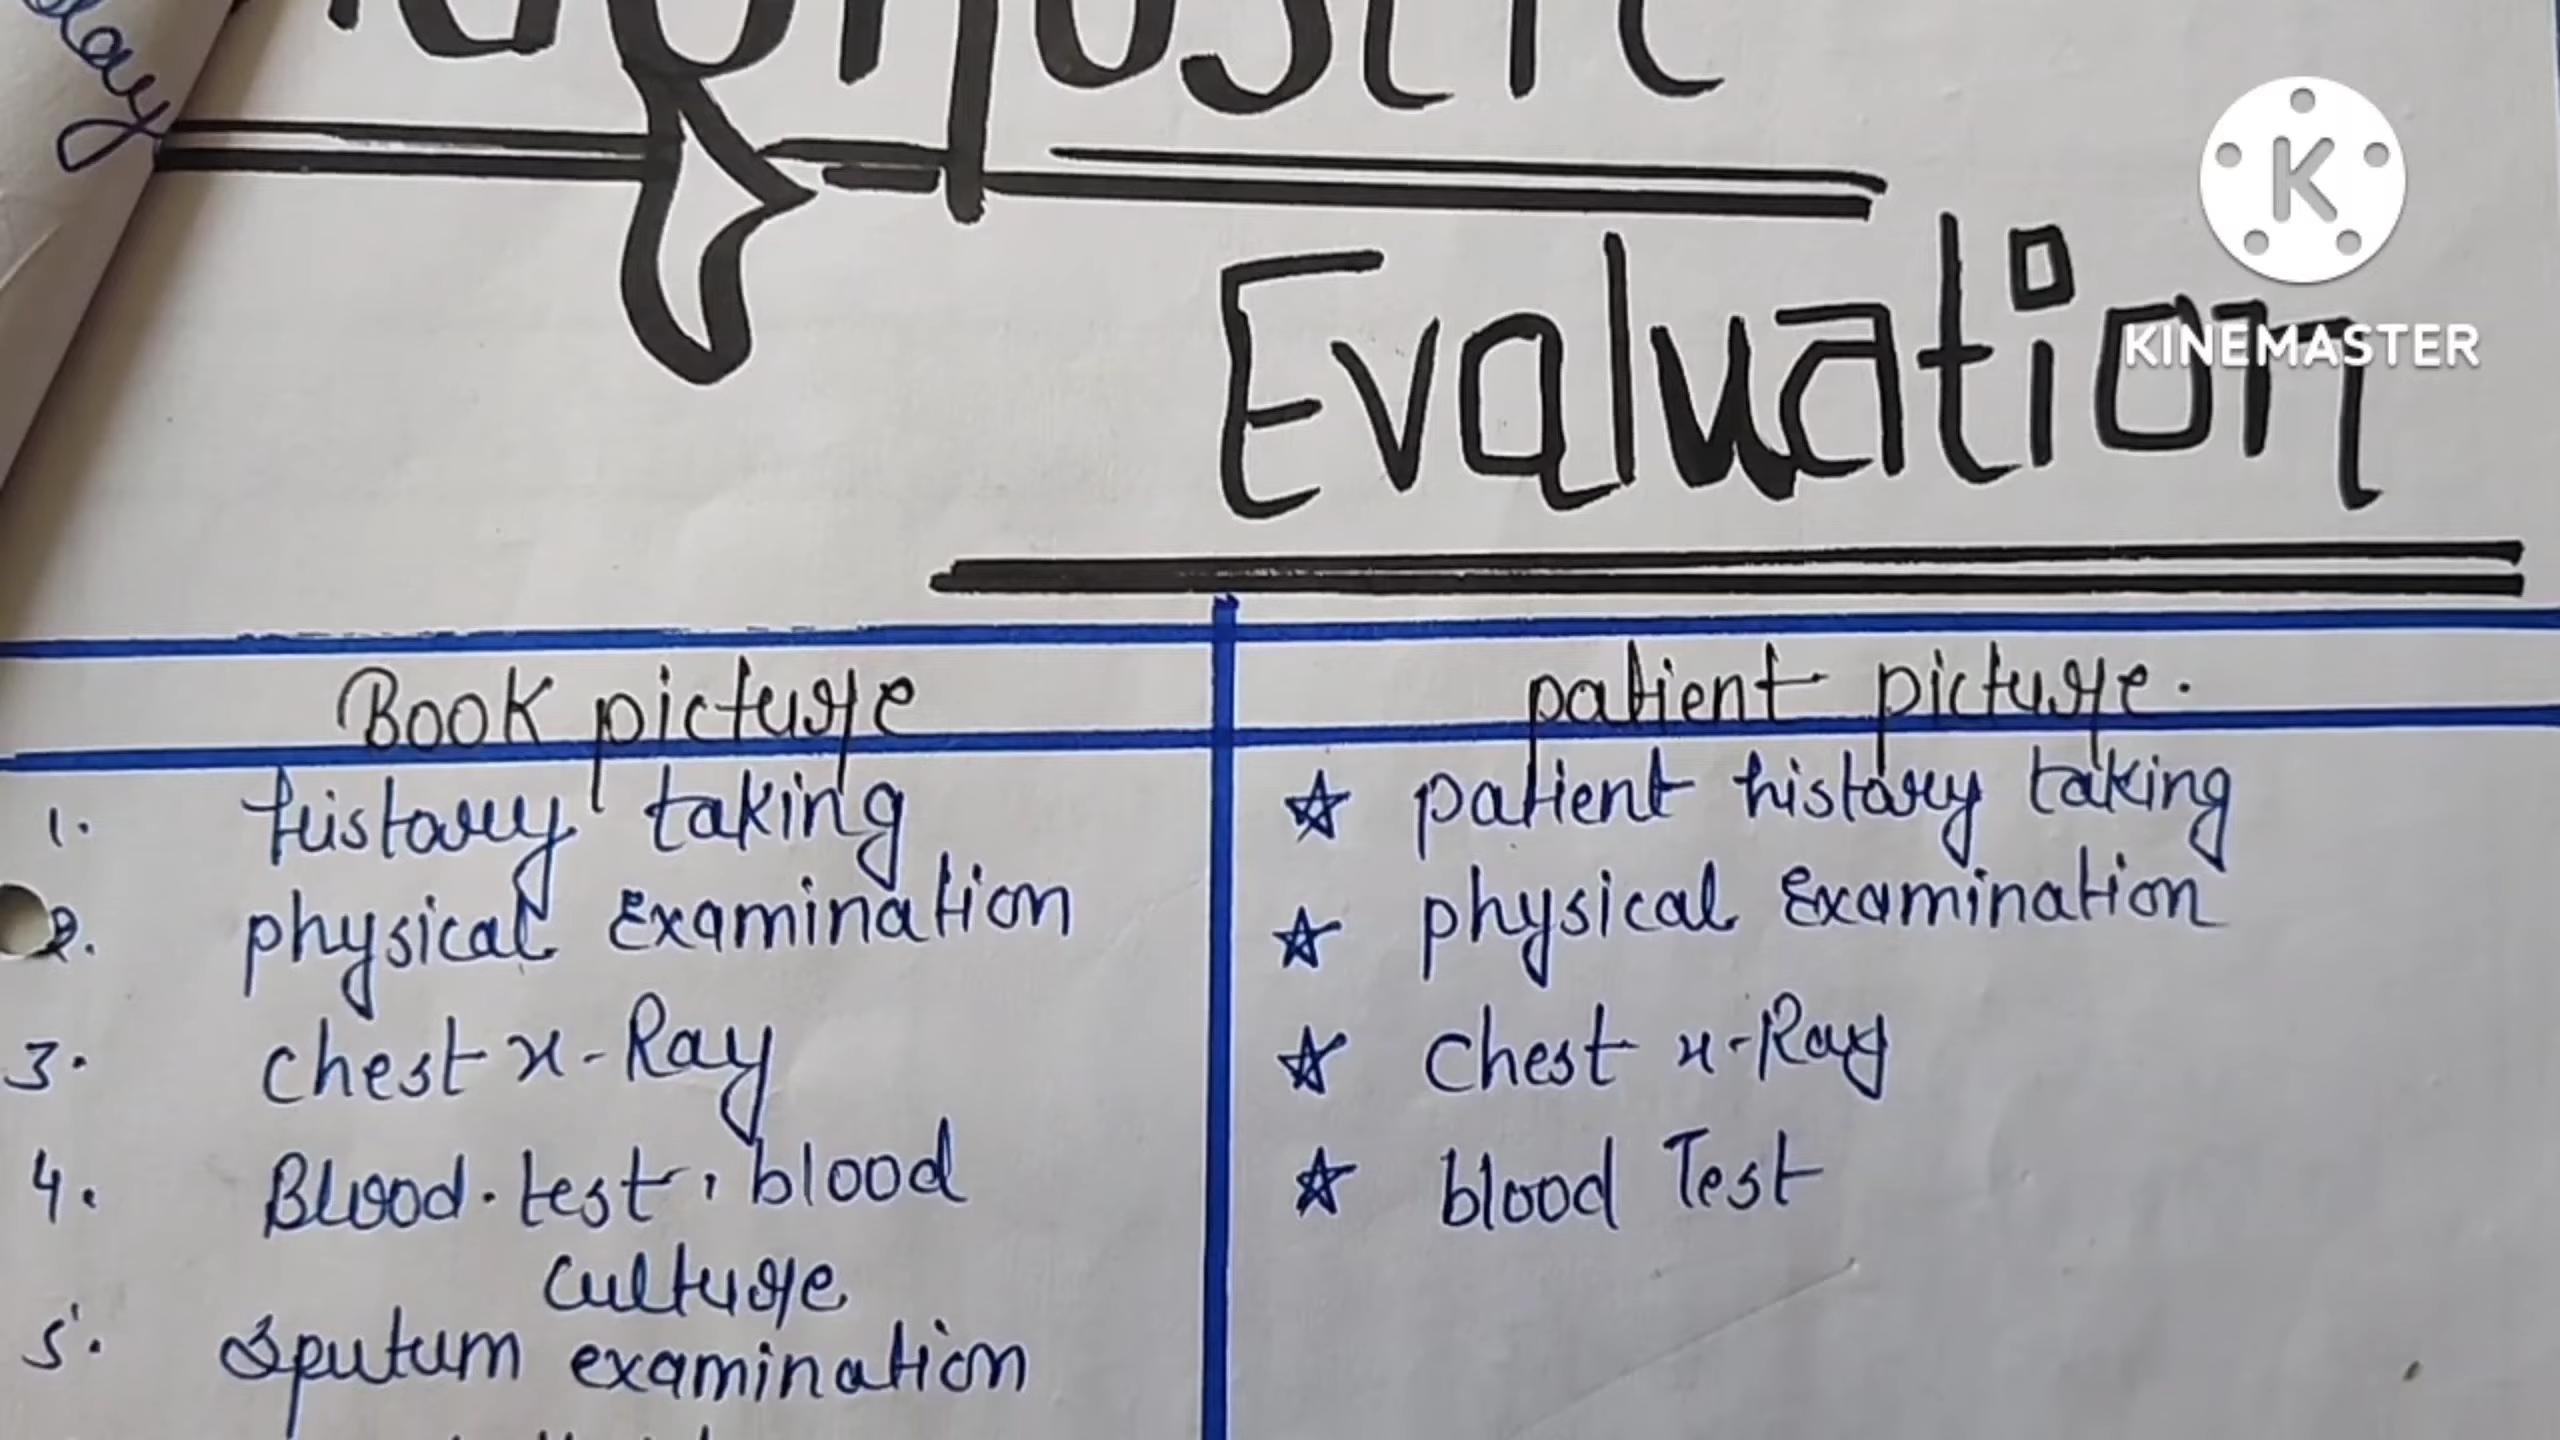 Evaluation
KINEMASTER
Book picture
patient picture.
1. history taking
★ patient history taking
2. physical Examination
★ physical Examination
3. chest x-Ray
★ chest x-Ray
4. Blood. test, blood
★ blood Test
culture
5. Sputum examination